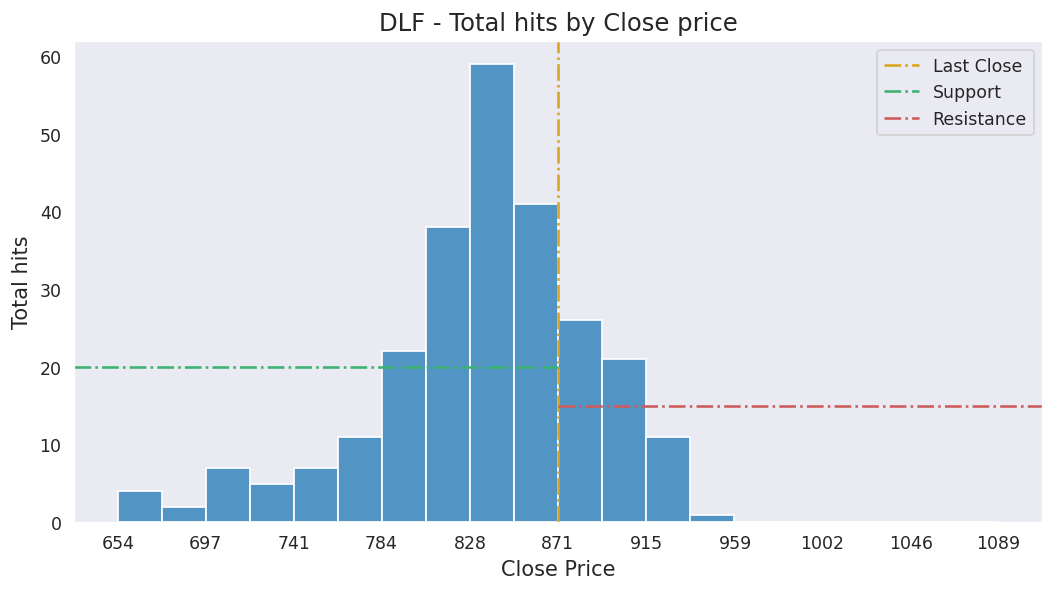 DLF - Total hits by Close price
Last Close
Support
Resistance
Total hits
60
50
40
30
20
10
0
654 697 741 784 828 871 915 959 1002 1046 1089
Close Price